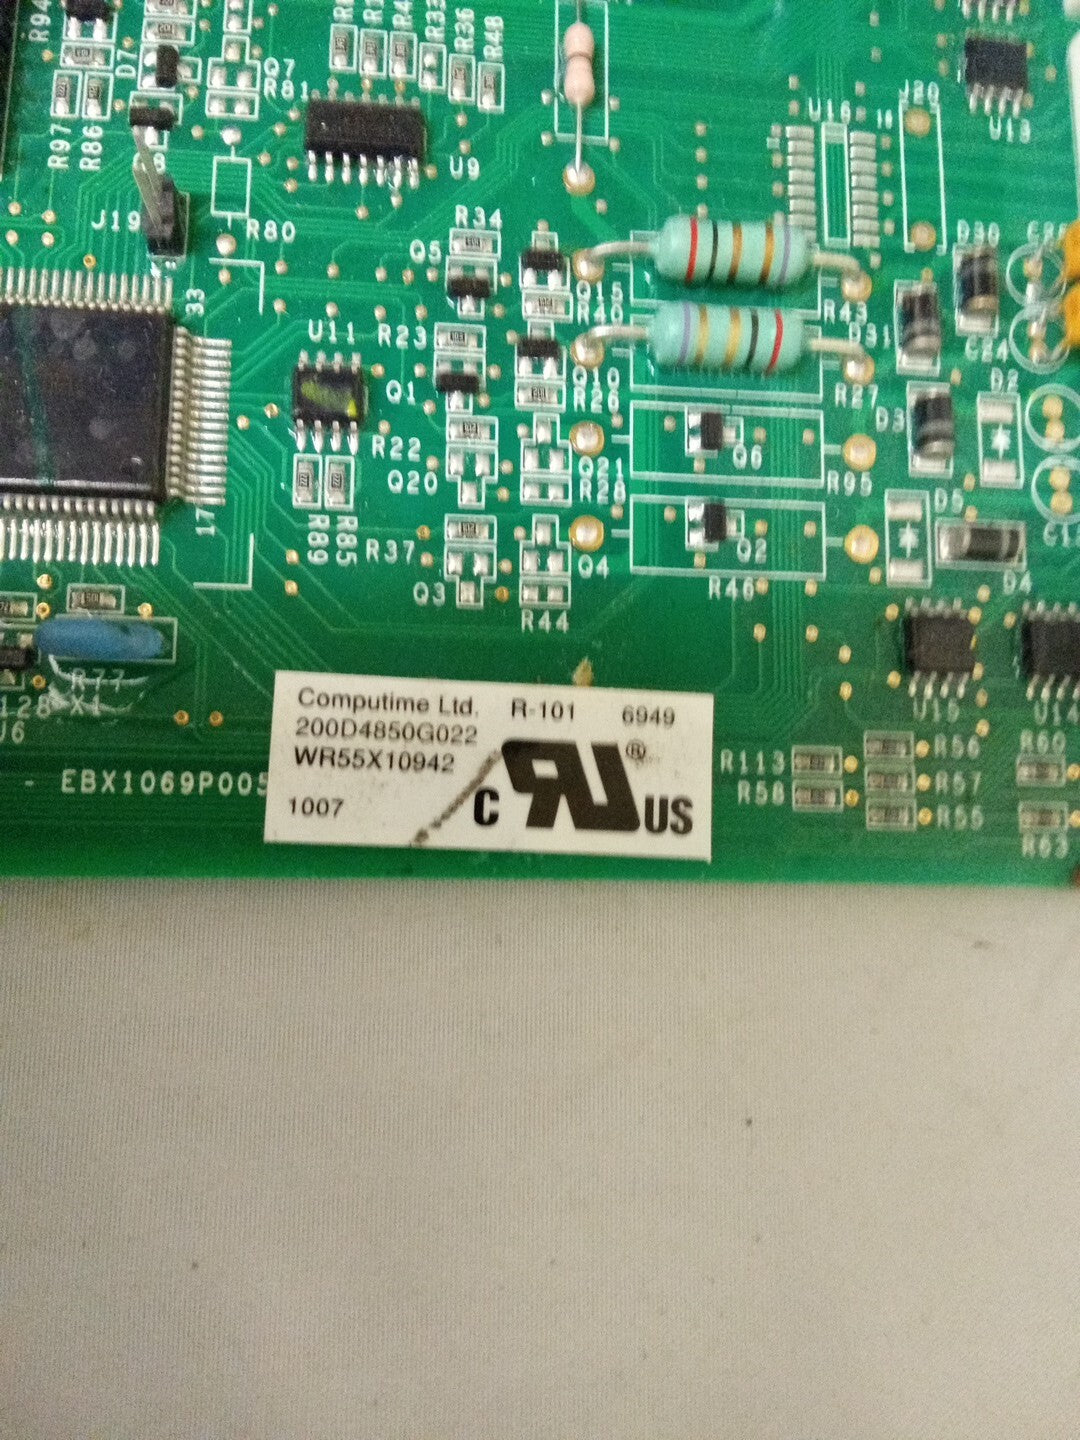 R94
D7
R97
R86
Q7
R81
R33
R36
R48
U9
U16
J20
U13
J19
R80
R34
Q5
Q15
R40
R43
D30
D31
C24
33
U11
R23
Q1
Q10
R26
R27
D2
D3
R22
Q20
Q21
R28
Q6
R95
17
R89
R85
R37
Q3
Q4
R44
Q2
R46
D5
D4
R77
X1
U15
U14
Computime Ltd. R-101 6949
200D4850G022
WR55X10942
1007
C RU ® US
- EBX1069P005
R113
R58
R56
R57
R55
R60
R63